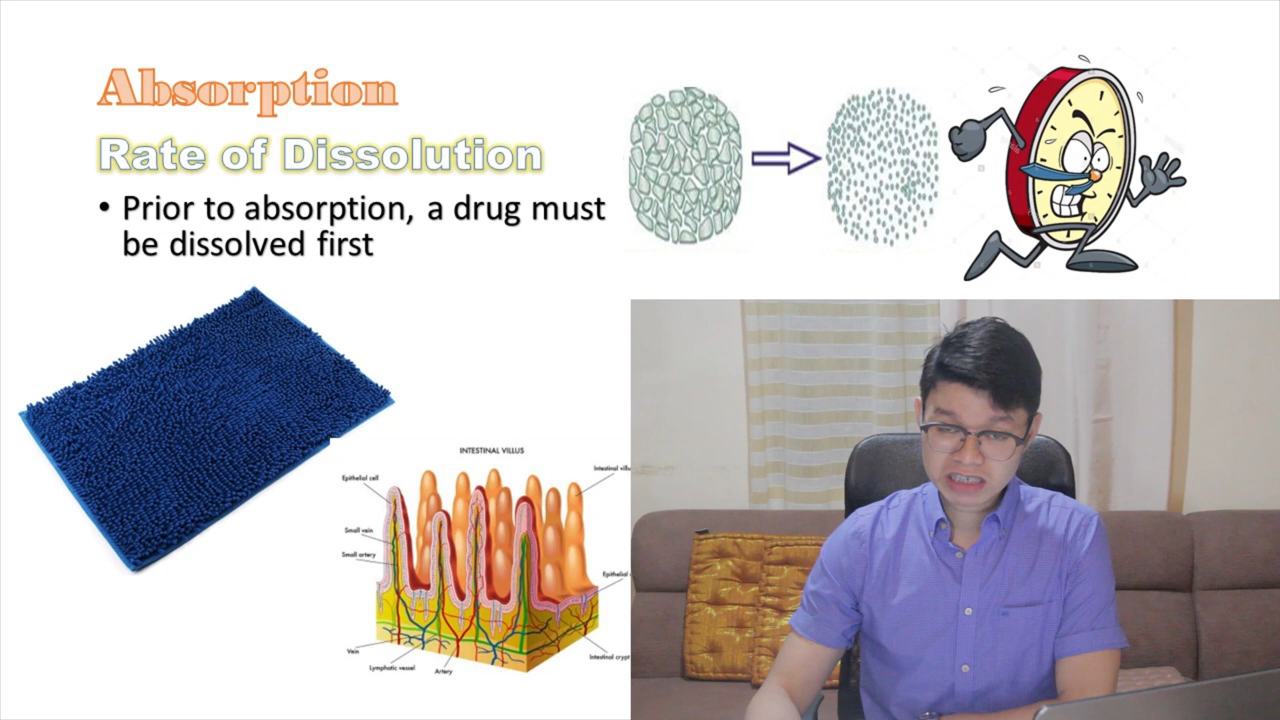 Absorption
Rate of Dissolution
• Prior to absorption, a drug must
be dissolved first
INTESTINAL VILLUS
Epithelial cell
Small vein
Small artery
Vein
Lymphatic vessel
Artery
Intestinal
Epithelial
Intestinal crypt